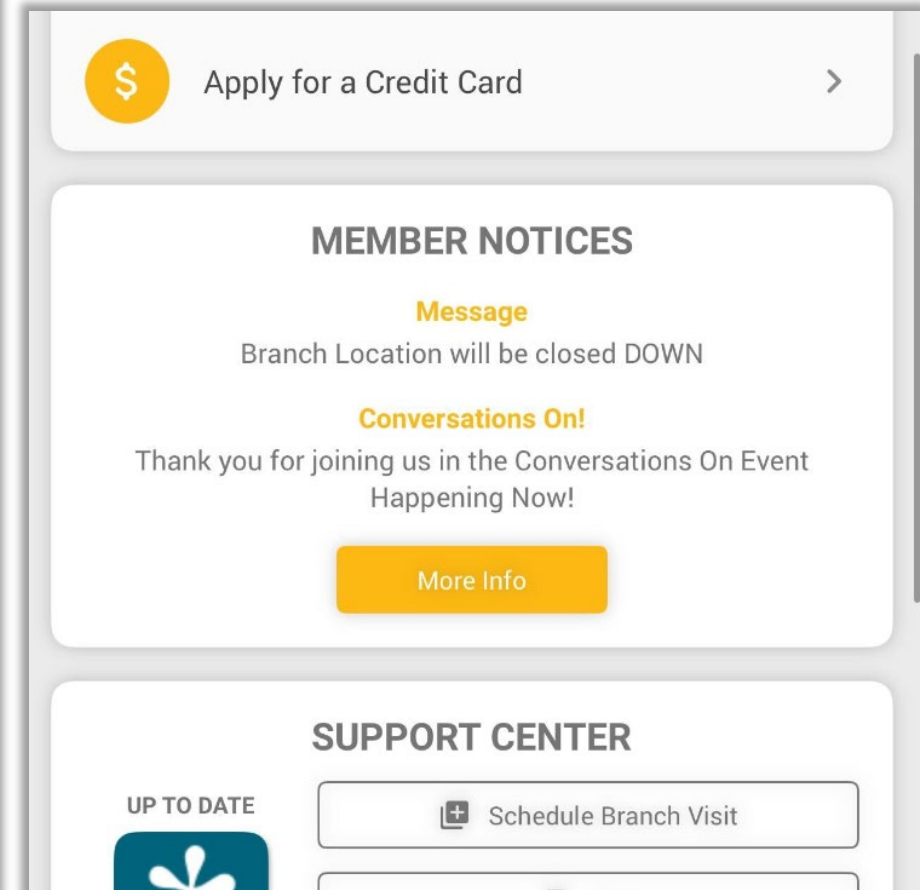 $
Apply for a Credit Card
MEMBER NOTICES
Message
Branch Location will be closed DOWN
Conversations On!
Thank you for joining us in the Conversations On Event
Happening Now!
More Info
SUPPORT CENTER
UP TO DATE
Schedule Branch Visit